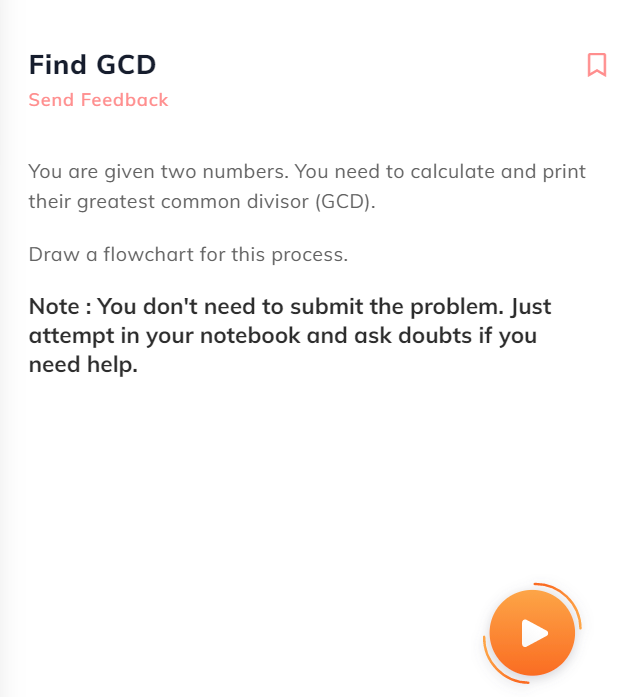 Find GCD
Send Feedback
You are given two numbers. You need to calculate and print
their greatest common divisor (GCD).
Draw a flowchart for this process.
Note : You don't need to submit the problem. Just
attempt in your notebook and ask doubts if you
need help.